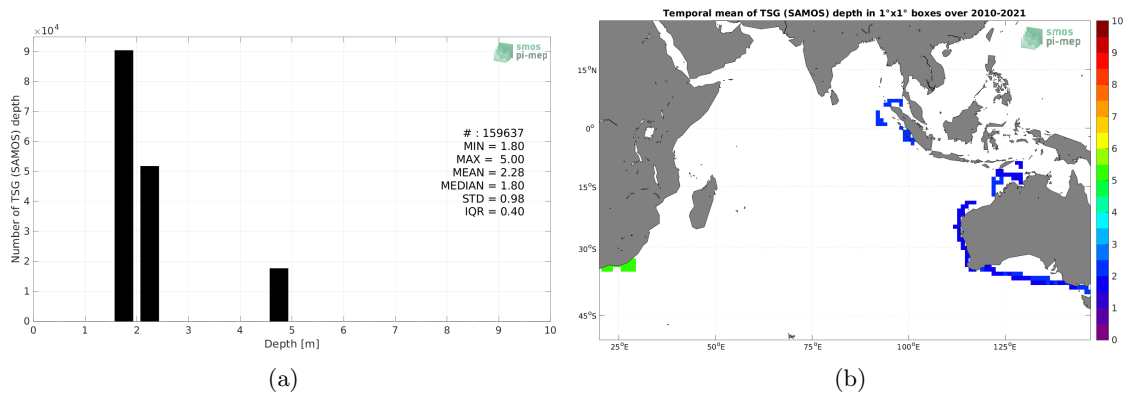 ×10⁴
9
8
7
6
5
4
3
2
1
0
Number of TSG (SAMOS) depth
0 1 2 3 4 5 6 7 8 9 10
Depth [m]
smos
pi-mep
# : 159637
MIN = 1.80
MAX = 5.00
MEAN = 2.28
MEDIAN = 1.80
STD = 0.98
IQR = 0.40
(a)
Temporal mean of TSG (SAMOS) depth in 1°x1° boxes over 2010-2021
smos
pi-mep
15°N
0°
15°S
30°S
45°S
25°E 50°E 75°E 100°E 125°E
10
9
8
7
6
5
4
3
2
1
0
(b)